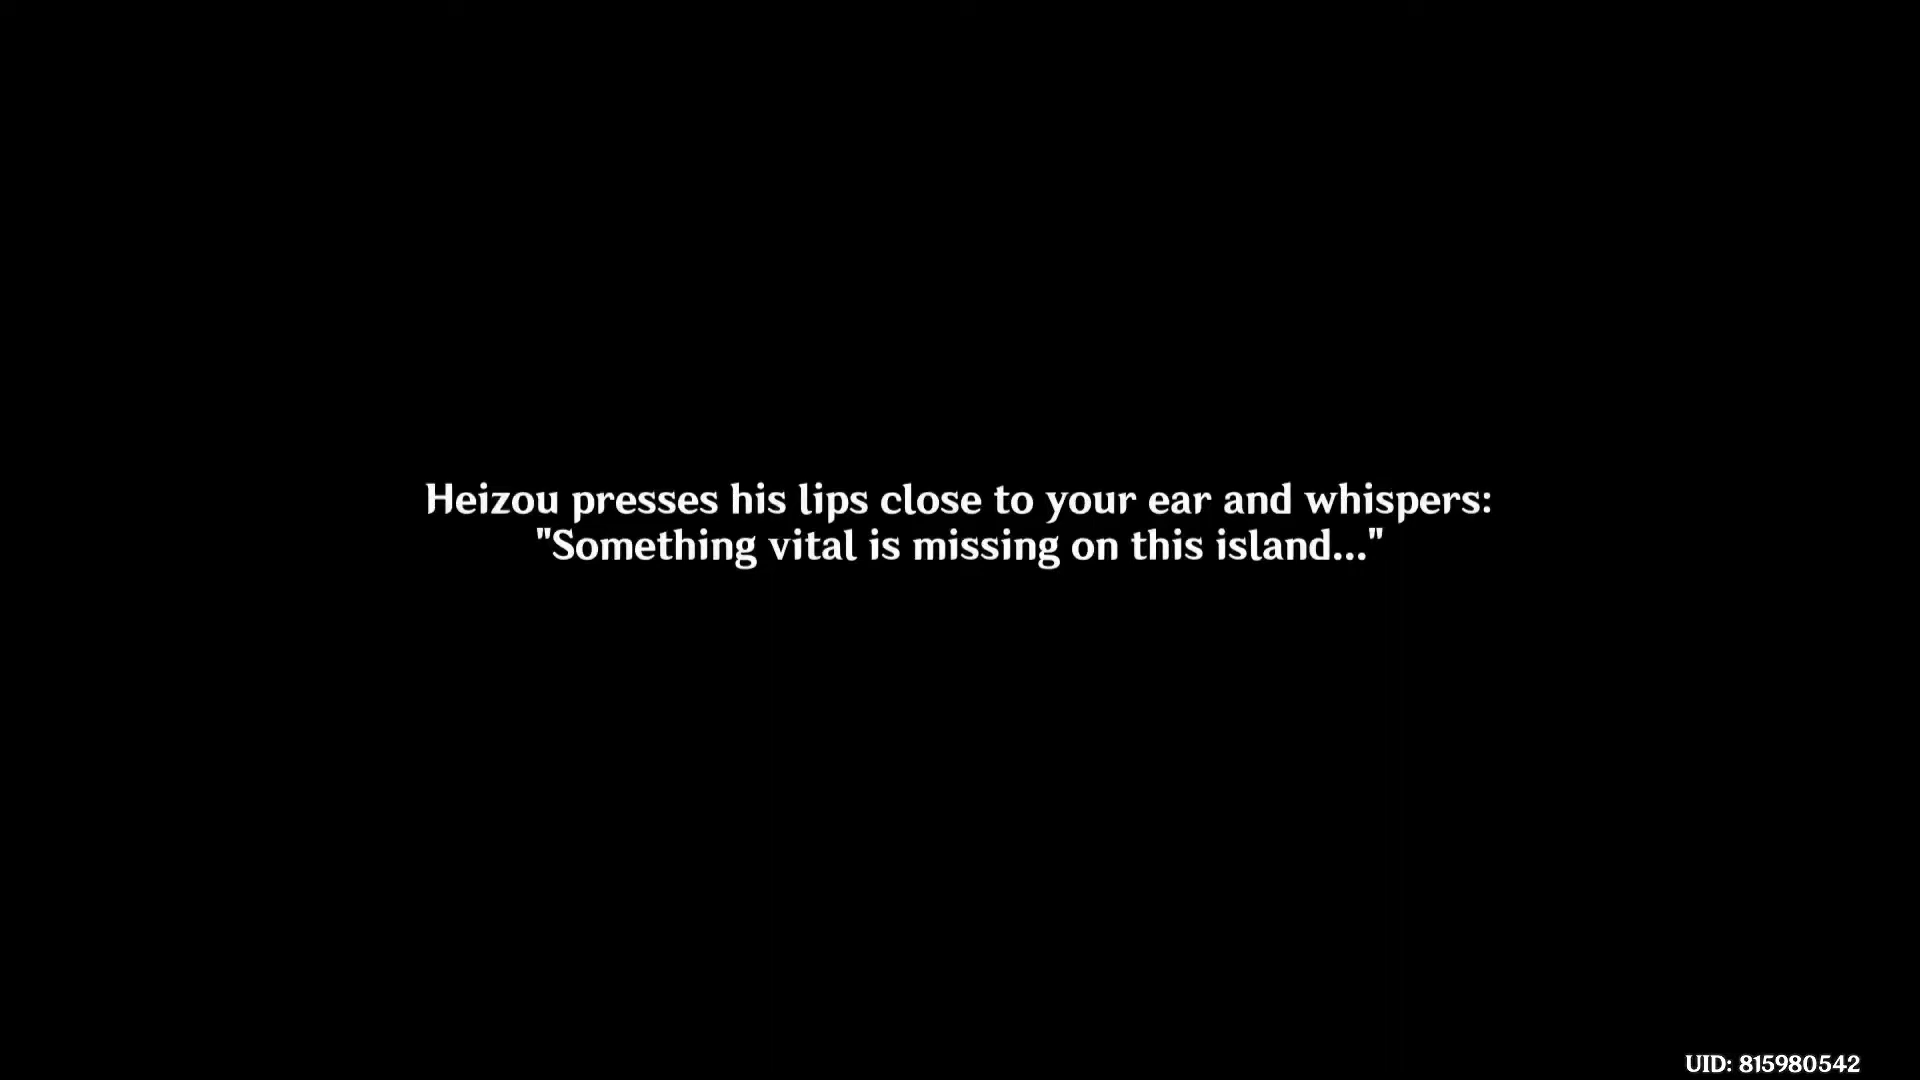 Heizou presses his lips close to your ear and whispers:
"Something vital is missing on this island..."
UID: 815980542